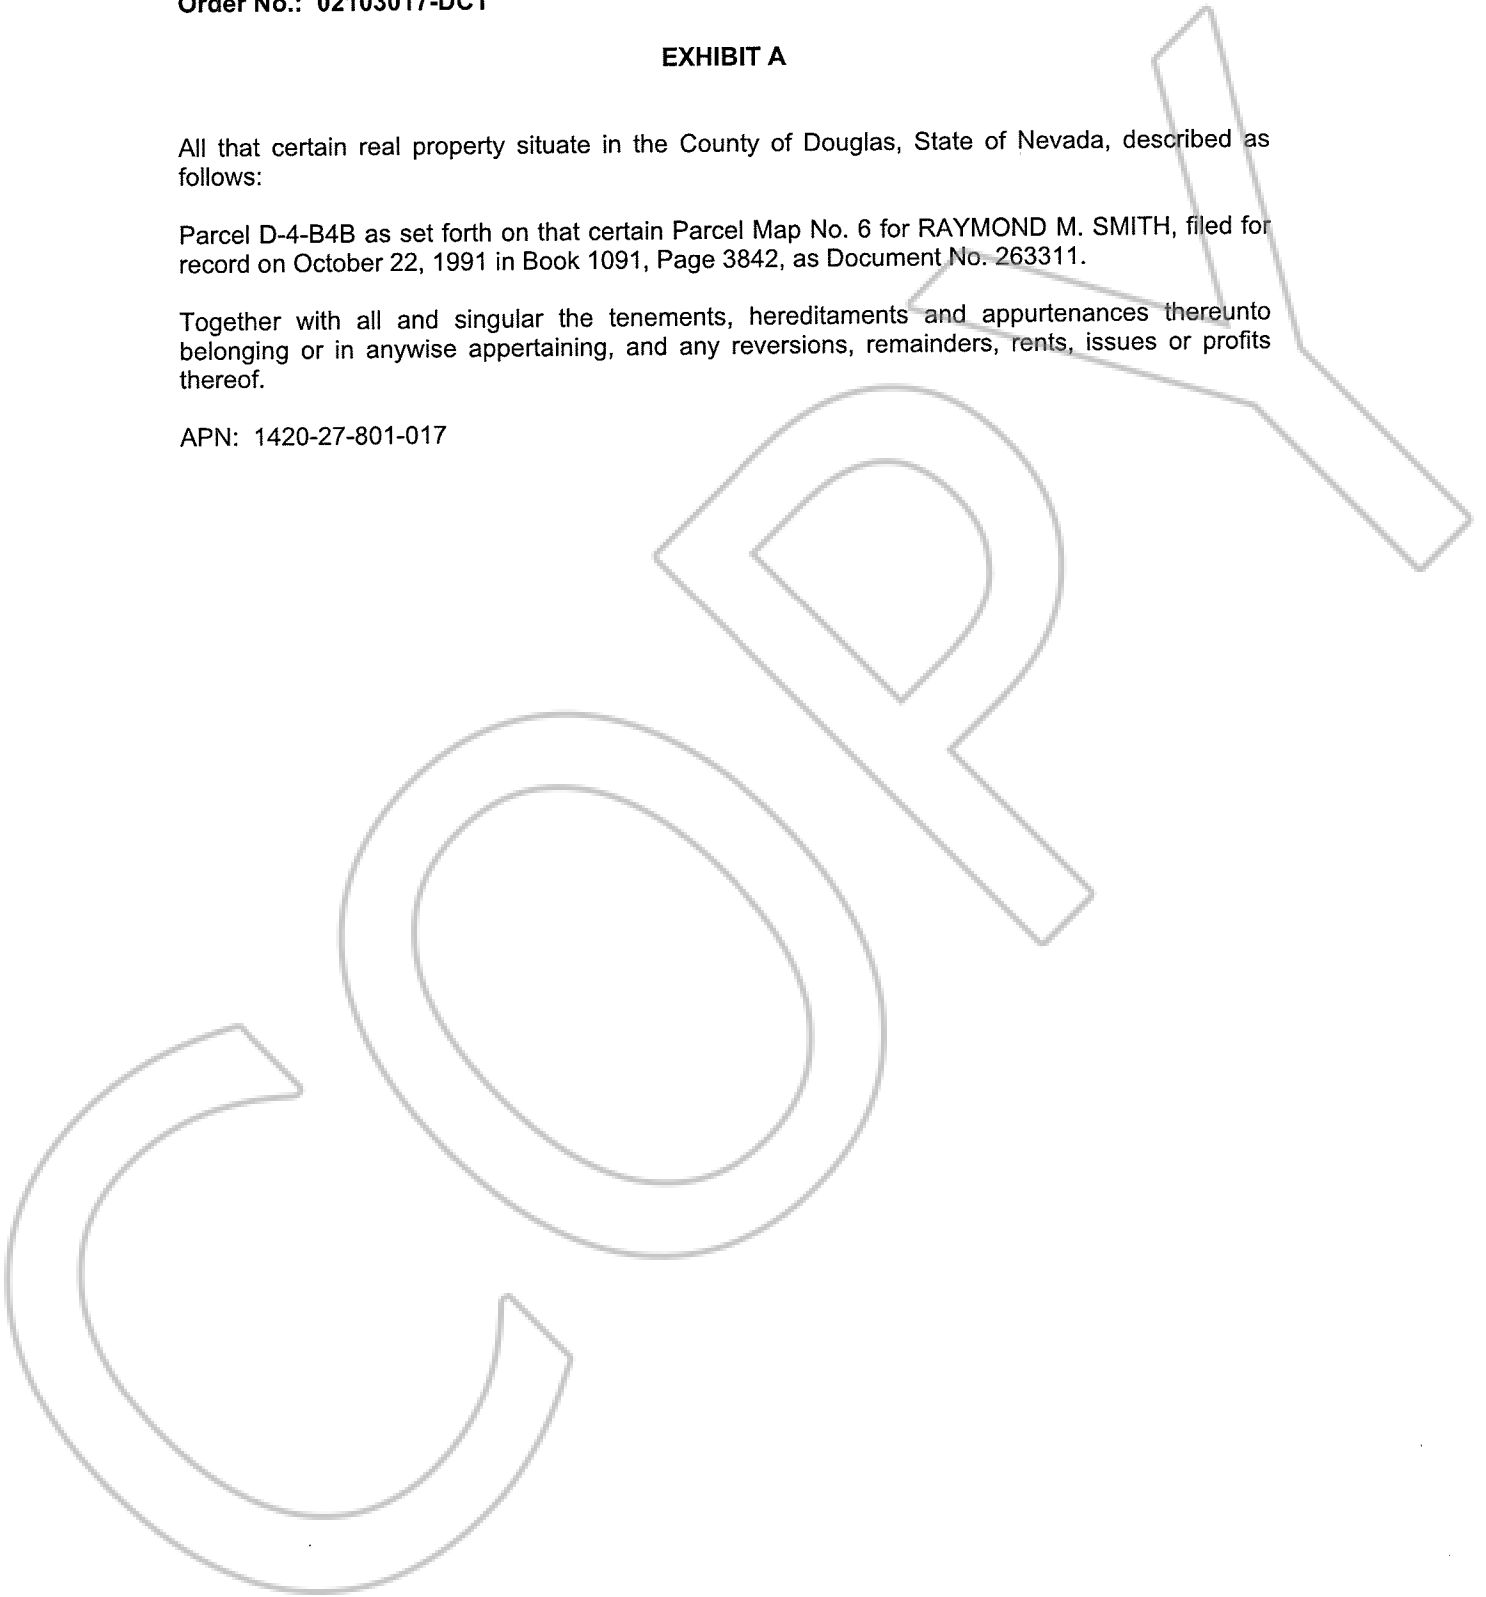 Order No.: 02103017-DC1
EXHIBIT A
All that certain real property situate in the County of Douglas, State of Nevada, described as
follows:
Parcel D-4-B4B as set forth on that certain Parcel Map No. 6 for RAYMOND M. SMITH, filed for
record on October 22, 1991 in Book 1091, Page 3842, as Document No. 263311.
Together with all and singular the tenements, hereditaments and appurtenances thereunto
belonging or in anywise appertaining, and any reversions, remainders, rents, issues or profits
thereof.
APN: 1420-27-801-017
COPY